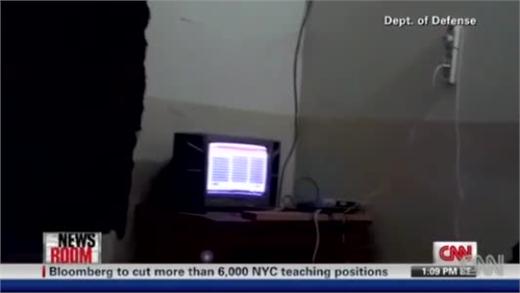 Dept. of Defense
NEWS
ROOM
CNN
Bloomberg to cut more than 6,000 NYC teaching positions
1:09 PM
CNN